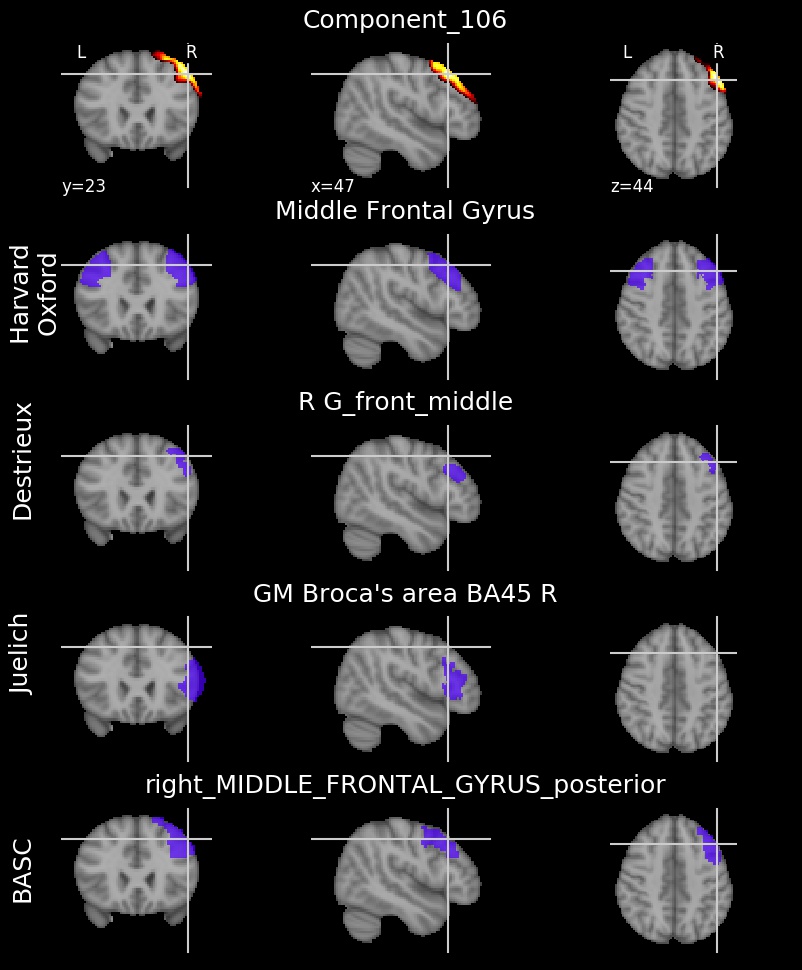 Component_106
L R L R
y=23 x=47 z=44
Middle Frontal Gyrus
Harvard
Oxford
R G_front_middle
Destrieux
GM Broca's area BA45 R
Juelich
right_MIDDLE_FRONTAL_GYRUS_posterior
BASC